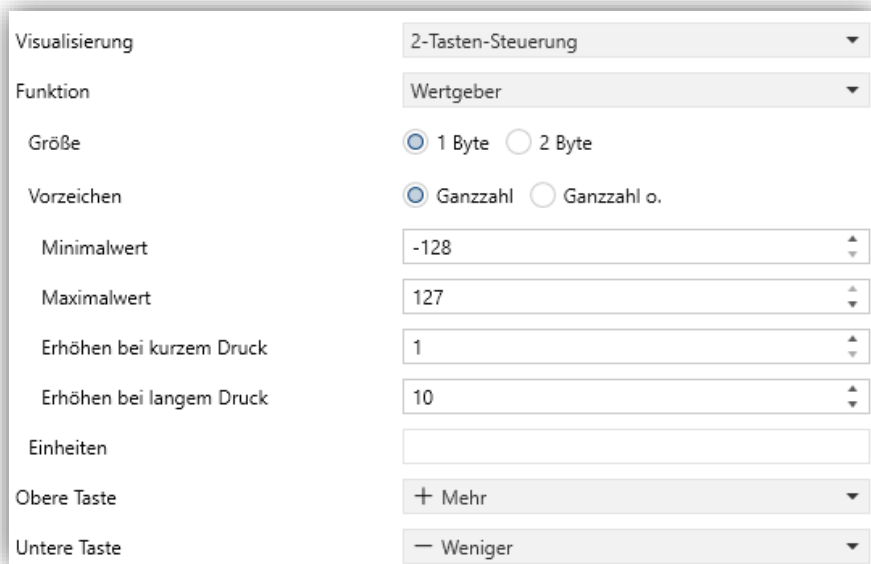 Visualisierung 2-Tasten-Steuerung
Funktion Wertgeber
Größe 1 Byte 2 Byte
Vorzeichen Ganzzahl Ganzzahl o.
Minimalwert -128
Maximalwert 127
Erhöhen bei kurzem Druck 1
Erhöhen bei langem Druck 10
Einheiten
Obere Taste + Mehr
Untere Taste − Weniger